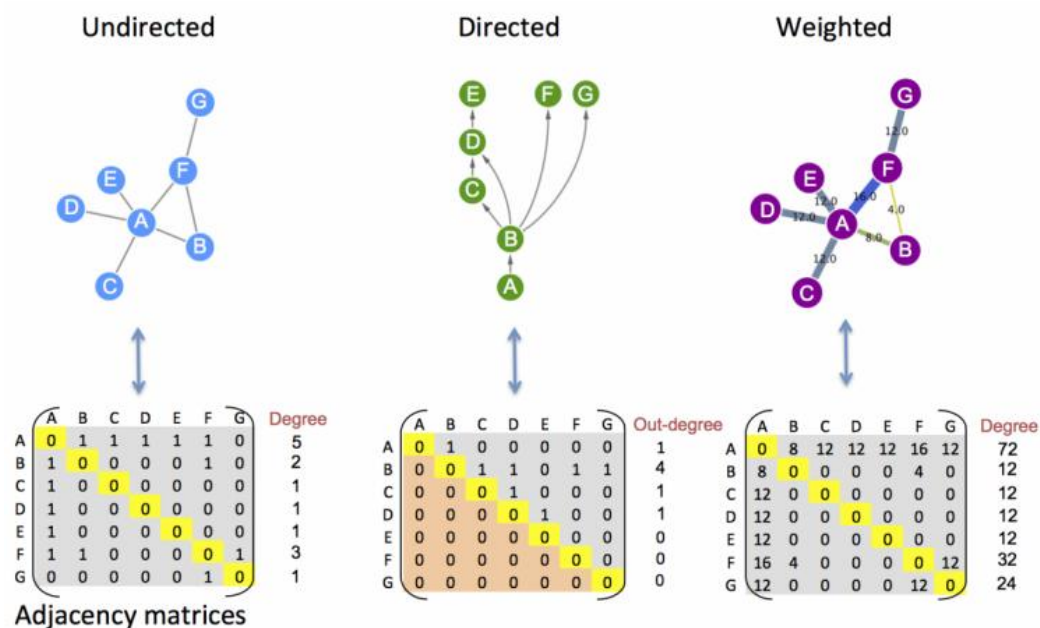 Undirected Directed Weighted
G
F
E
D
A
B
C
E F G
D
C
B
A
G
12.0
F
E
12.0
16.0
4.0
D
12.0
A
8.0
B
12.0
C
A B C D E F G Degree
A 0 1 1 1 1 1 0 5
B 1 0 0 0 0 1 0 2
C 1 0 0 0 0 0 0 1
D 1 0 0 0 0 0 0 1
E 1 0 0 0 0 0 0 1
F 1 1 0 0 0 0 1 3
G 0 0 0 0 0 1 0 1
Adjacency matrices
A B C D E F G Out-degree
A 0 1 0 0 0 0 0 1
B 0 0 1 1 0 1 1 4
C 0 0 0 1 0 0 0 1
D 0 0 0 0 1 0 0 1
E 0 0 0 0 0 0 0 0
F 0 0 0 0 0 0 0 0
G 0 0 0 0 0 0 0 0
A B C D E F G Degree
A 0 8 12 12 12 16 12 72
B 8 0 0 0 0 4 0 12
C 12 0 0 0 0 0 0 12
D 12 0 0 0 0 0 0 12
E 12 0 0 0 0 0 0 12
F 16 4 0 0 0 0 12 32
G 12 0 0 0 0 12 0 24